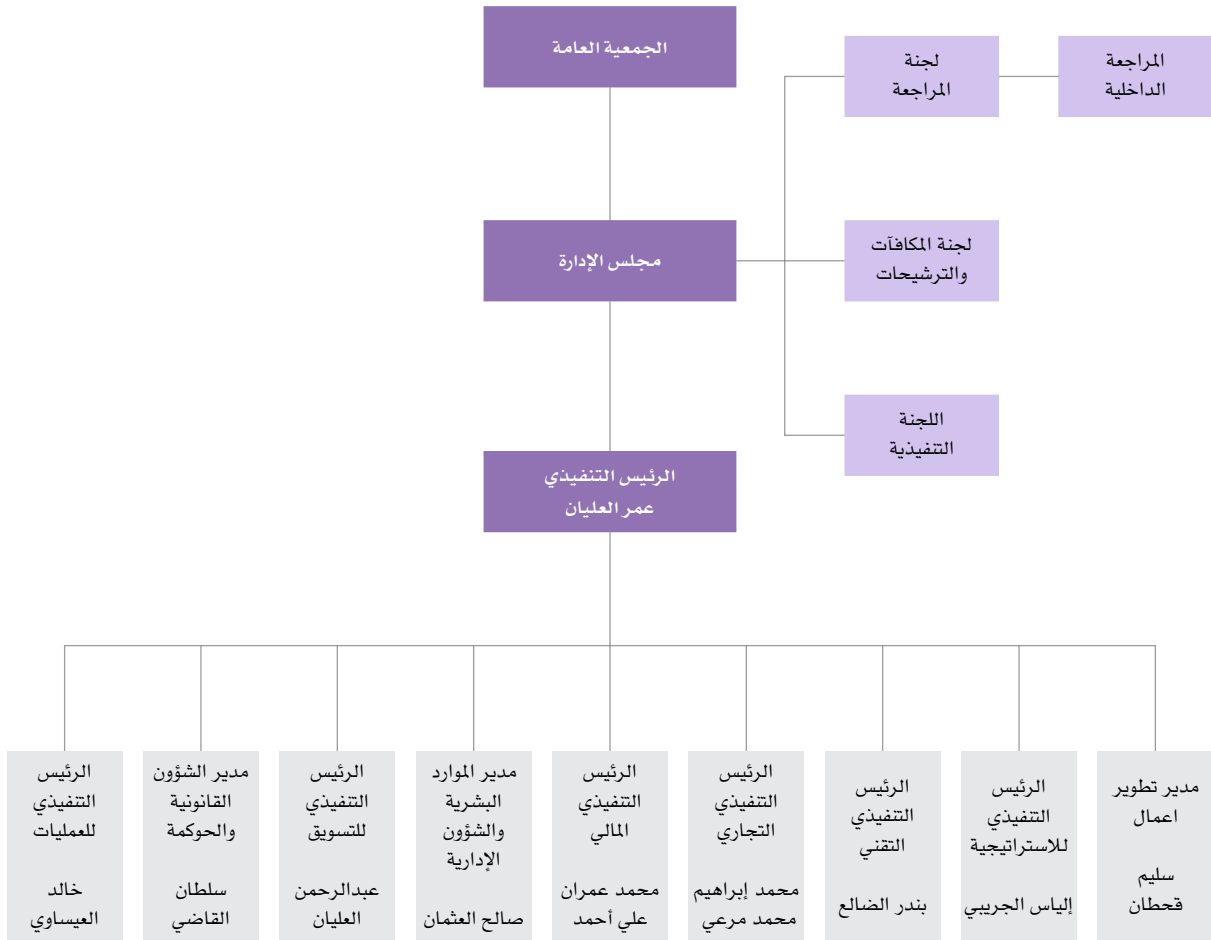 الجمعية العامة
لجنة
المراجعة
المراجعة
الداخلية
مجلس الإدارة
لجنة المكافآت
والترشيحات
اللجنة
التنفيذية
الرئيس التنفيذي
عمر العليان
مدير تطوير
اعمال
سليم
قحطان
الرئيس
التنفيذي
للاستراتيجية
إلياس الجريبي
الرئيس
التنفيذي
التقني
بندر الضالع
الرئيس
التنفيذي
التجاري
محمد إبراهيم
محمد مرعي
الرئيس
التنفيذي
المالي
محمد عمران
علي أحمد
مدير الموارد
البشرية
والشؤون
الإدارية
صالح العثمان
الرئيس
التنفيذي
للتسويق
عبدالرحمن
العليان
مدير الشؤون
القانونية
والحوكمة
سلطان
القاضي
الرئيس
التنفيذي
للعمليات
خالد
العيساوي